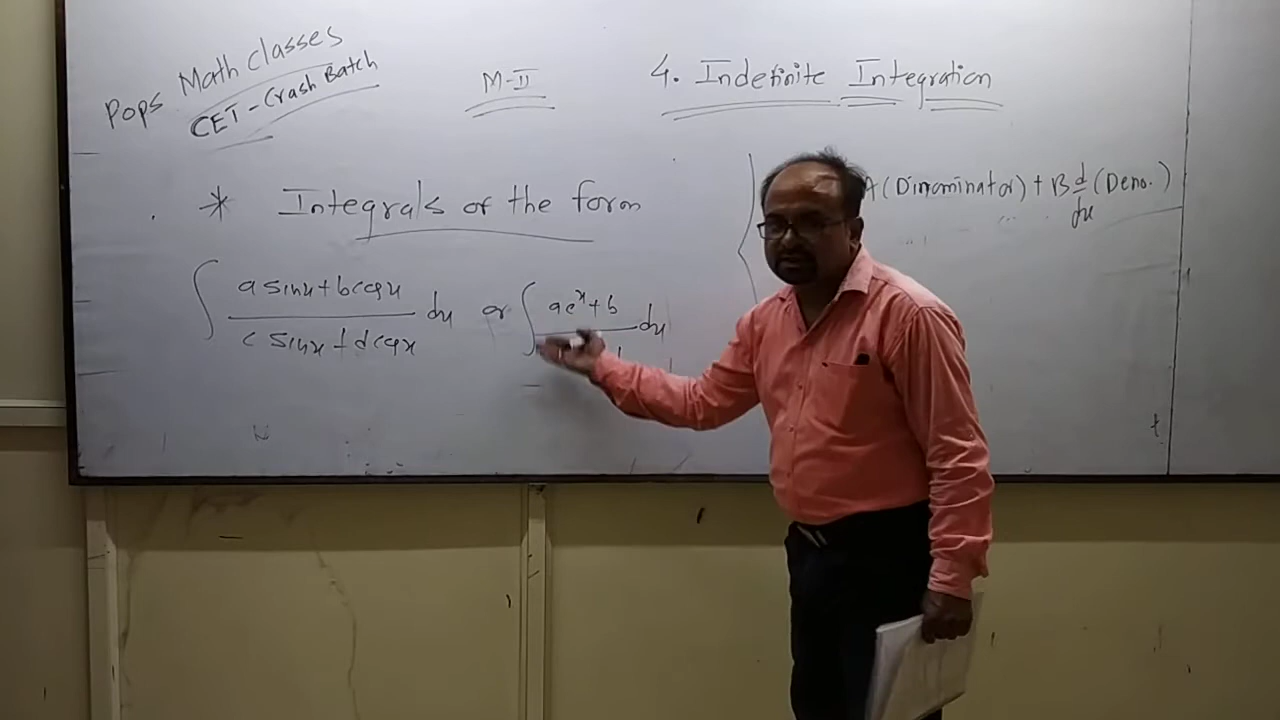 Pops Math Classes
CET - Crash Batch
M-II
4. Indefinite Integration
* Integrals of the form
∫ (a sinx + b cosx)/(c sinx + d cosx) dx or ∫ ae^x + b dx
A (Dinominator) + B d/dx (Deno.)